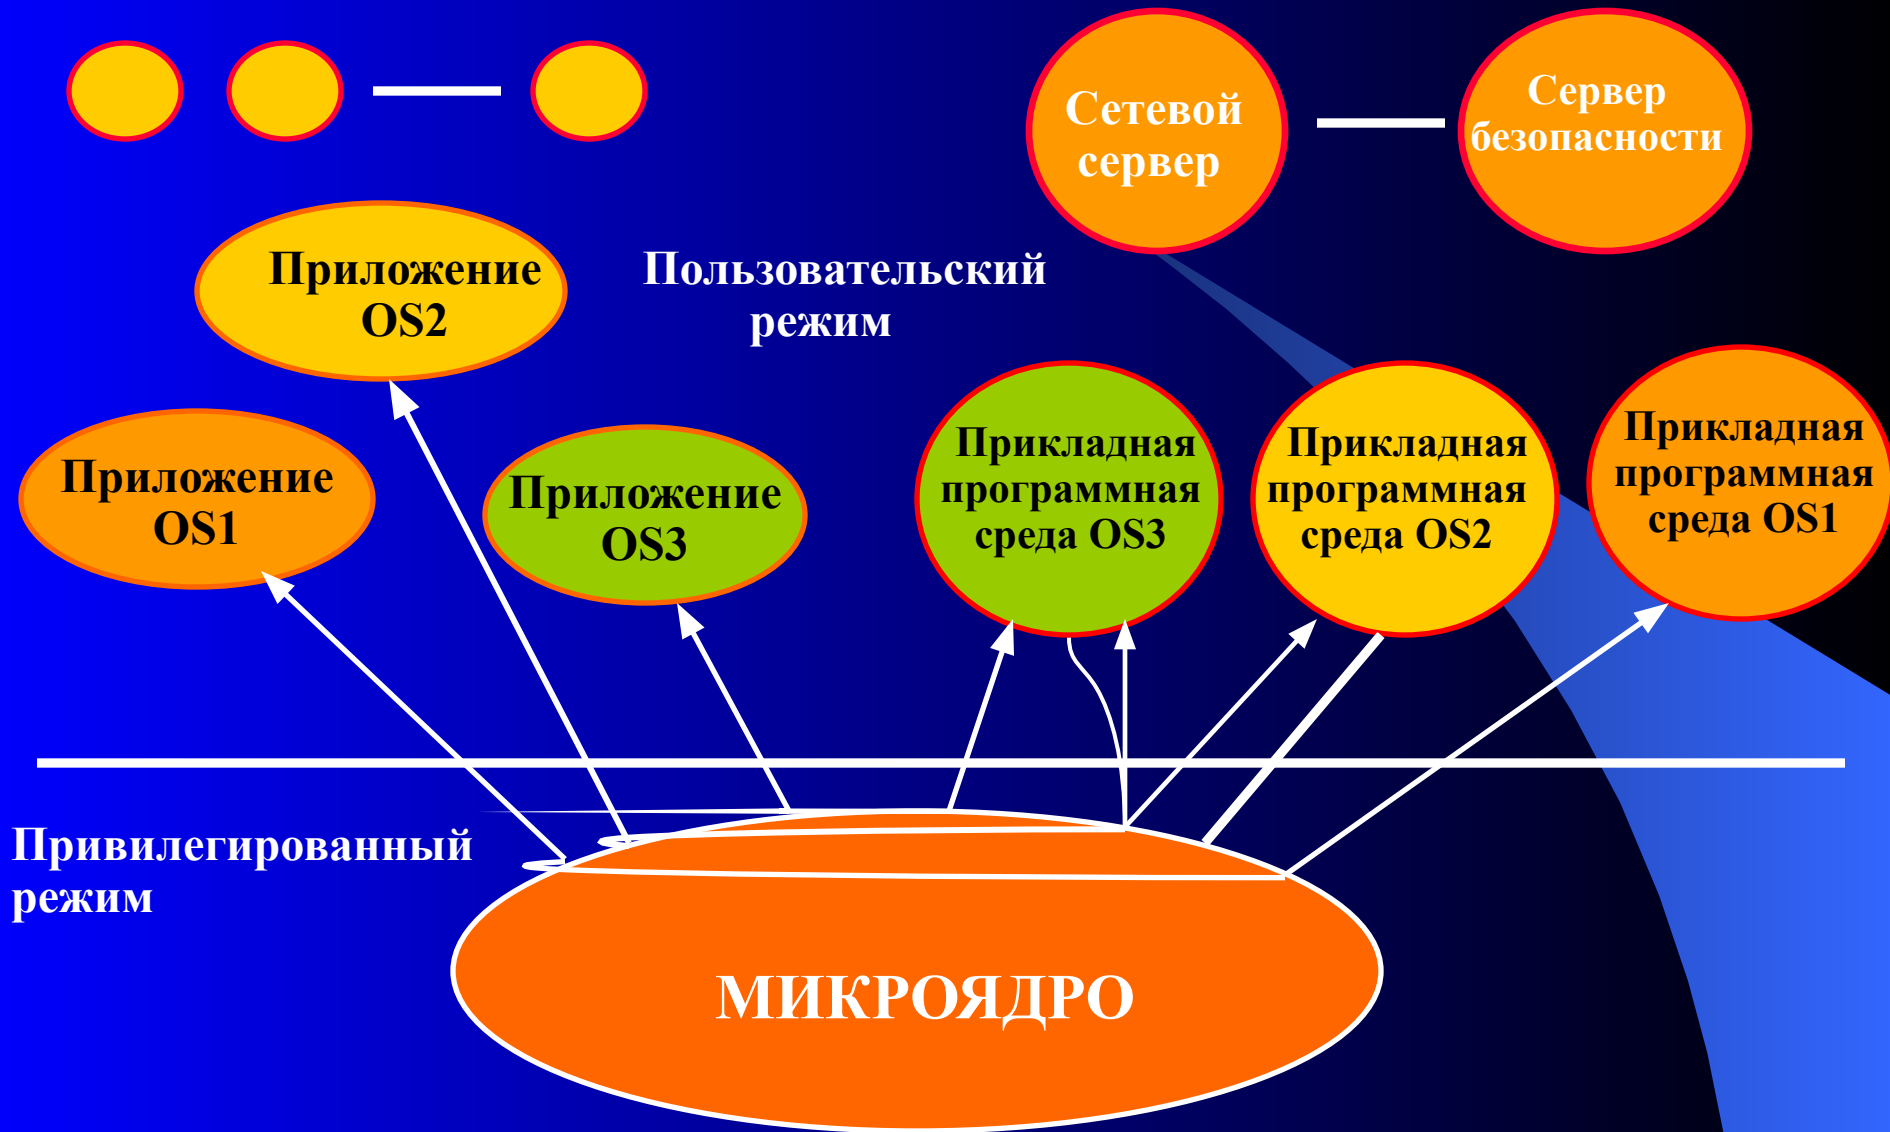 Сетевой
сервер
Сервер
безопасности
Приложение
OS2
Пользовательский
режим
Приложение
OS1
Приложение
OS3
Прикладная
программная
среда OS3
Прикладная
программная
среда OS2
Прикладная
программная
среда OS1
Привилегированный
режим
МИКРОЯДРО